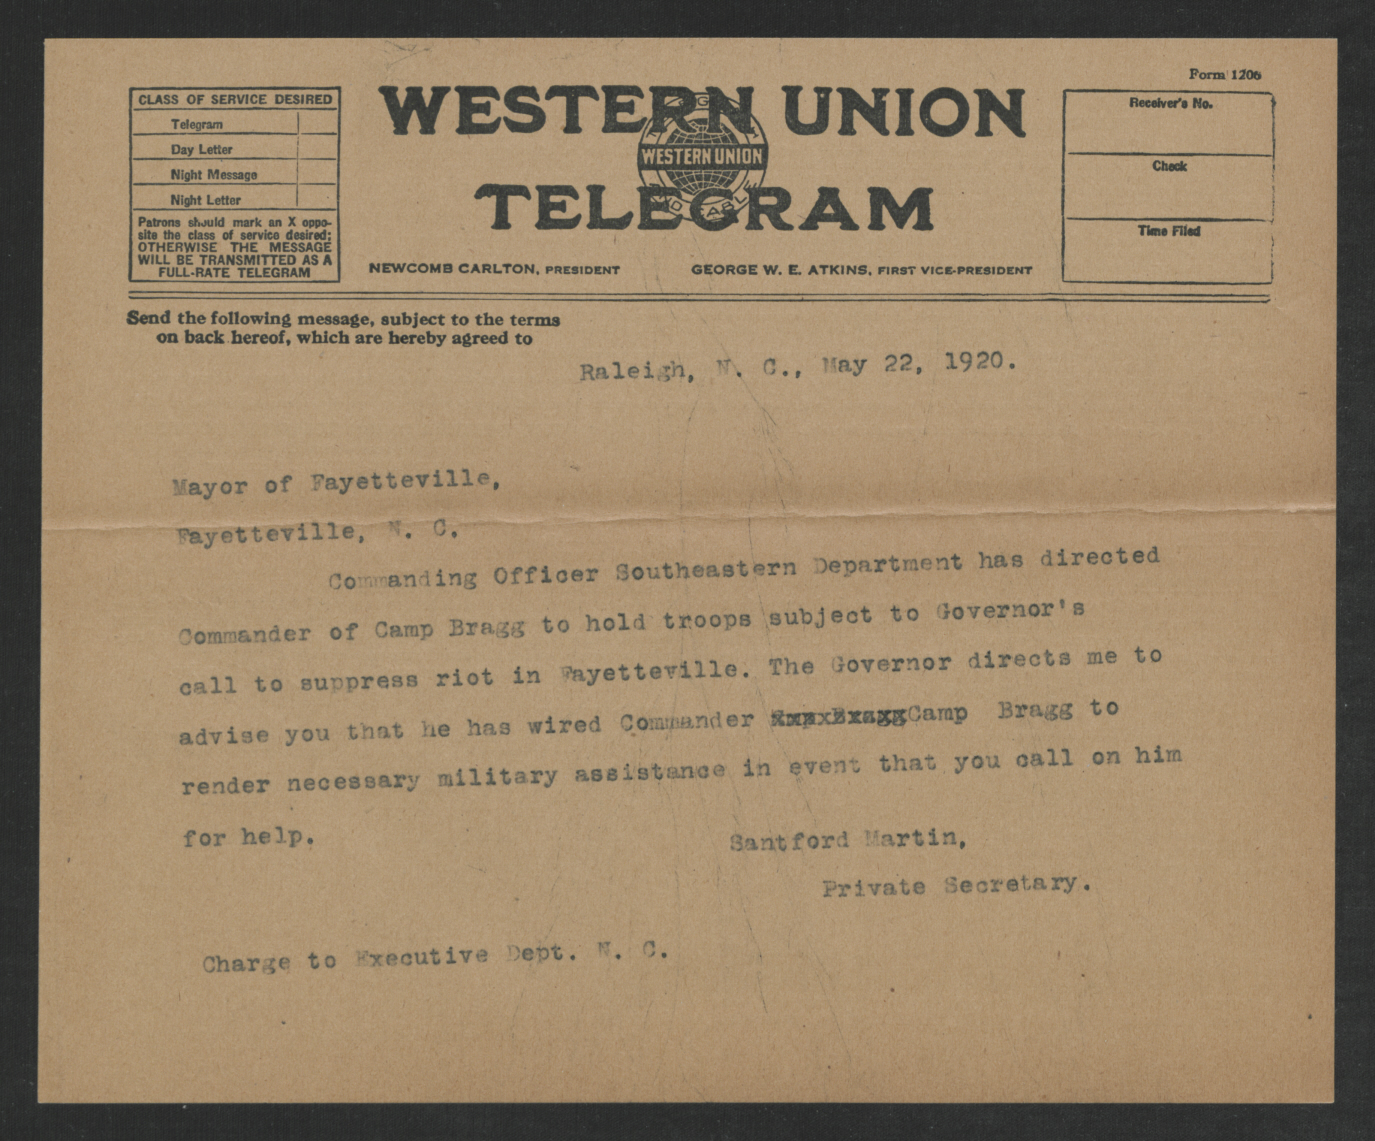 Form 1206
CLASS OF SERVICE DESIRED
Telegram
Day Letter
Night Message
Night Letter
Patrons should mark an X oppo-
site the class of service desired;
OTHERWISE THE MESSAGE
WILL BE TRANSMITTED AS A
FULL-RATE TELEGRAM
WESTERN UNION
WESTERN UNION
TELEGRAM
NEWCOMB CARLTON, PRESIDENT
GEORGE W. E. ATKINS, FIRST VICE-PRESIDENT
Receiver's No.
Check
Time Filed
Send the following message, subject to the terms
on back hereof, which are hereby agreed to
Raleigh, N. C., May 22, 1920.
Mayor of Fayetteville,
Fayetteville, N. C.
Commanding Officer Southeastern Department has directed
Commander of Camp Bragg to hold troops subject to Governor's
call to suppress riot in Fayetteville. The Governor directs me to
advise you that he has wired Commander Camp Bragg to
render necessary military assistance in event that you call on him
for help.
Santford Martin,
Private Secretary.
Charge to Executive Dept. N. C.